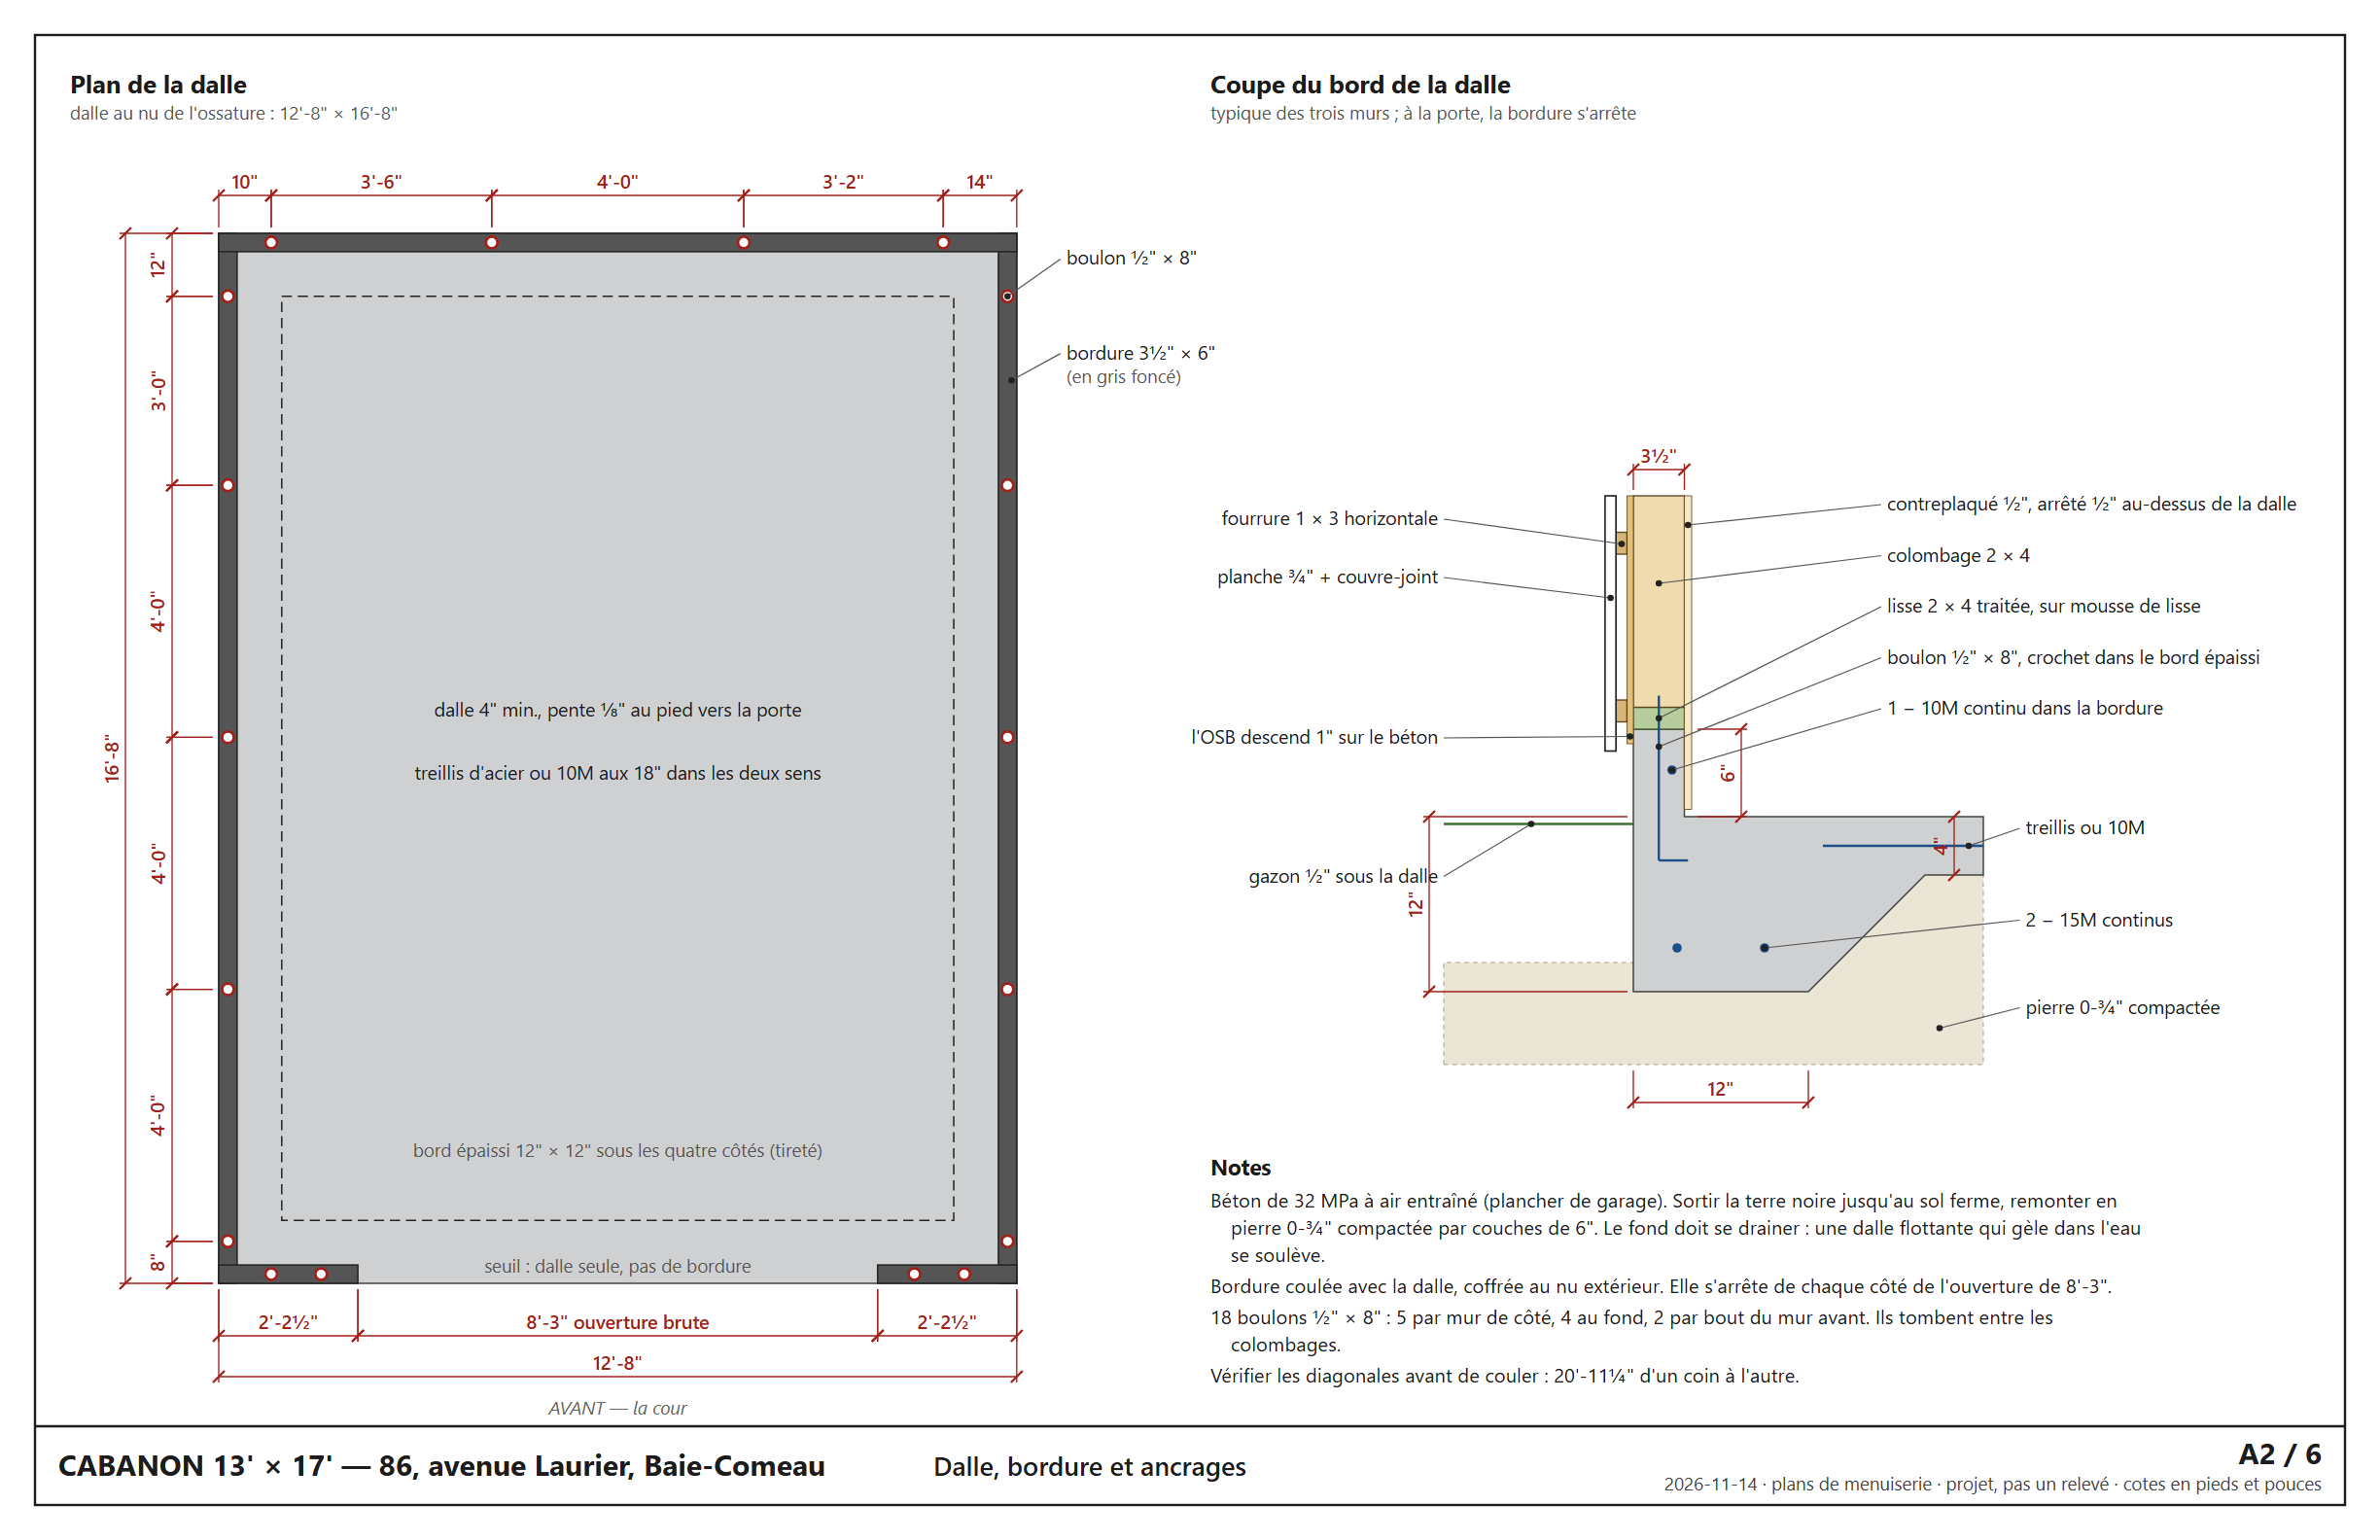 Plan de la dalle
dalle au nu de l'ossature : 12'-8" × 16'-8"
10"
3'-6"
4'-0"
3'-2"
14"
12"
3'-0"
4'-0"
4'-0"
4'-0"
8"
16'-8"
boulon ½" × 8"
bordure 3½" × 6"
(en gris foncé)
dalle 4" min., pente ⅛" au pied vers la porte
treillis d'acier ou 10M aux 18" dans les deux sens
bord épaissi 12" × 12" sous les quatre côtés (tireté)
seuil : dalle seule, pas de bordure
2'-2½"
8'-3" ouverture brute
2'-2½"
12'-8"
AVANT — la cour
Coupe du bord de la dalle
typique des trois murs ; à la porte, la bordure s'arrête
3½"
fourrure 1 × 3 horizontale
planche ¾" + couvre-joint
l'OSB descend 1" sur le béton
gazon ½" sous la dalle
12"
contreplaqué ½", arrêté ½" au-dessus de la dalle
colombage 2 × 4
lisse 2 × 4 traitée, sur mousse de lisse
boulon ½" × 8", crochet dans le bord épaissi
1 – 10M continu dans la bordure
6"
4"
treillis ou 10M
2 – 15M continus
pierre 0-¾" compactée
12"
Notes
Béton de 32 MPa à air entraîné (plancher de garage). Sortir la terre noire jusqu'au sol ferme, remonter en
pierre 0-¾" compactée par couches de 6". Le fond doit se drainer : une dalle flottante qui gèle dans l'eau
se soulève.
Bordure coulée avec la dalle, coffrée au nu extérieur. Elle s'arrête de chaque côté de l'ouverture de 8'-3".
18 boulons ½" × 8" : 5 par mur de côté, 4 au fond, 2 par bout du mur avant. Ils tombent entre les
colombages.
Vérifier les diagonales avant de couler : 20'-11¼" d'un coin à l'autre.
CABANON 13' × 17' — 86, avenue Laurier, Baie-Comeau
Dalle, bordure et ancrages
A2 / 6
2026-11-14 · plans de menuiserie · projet, pas un relevé · cotes en pieds et pouces